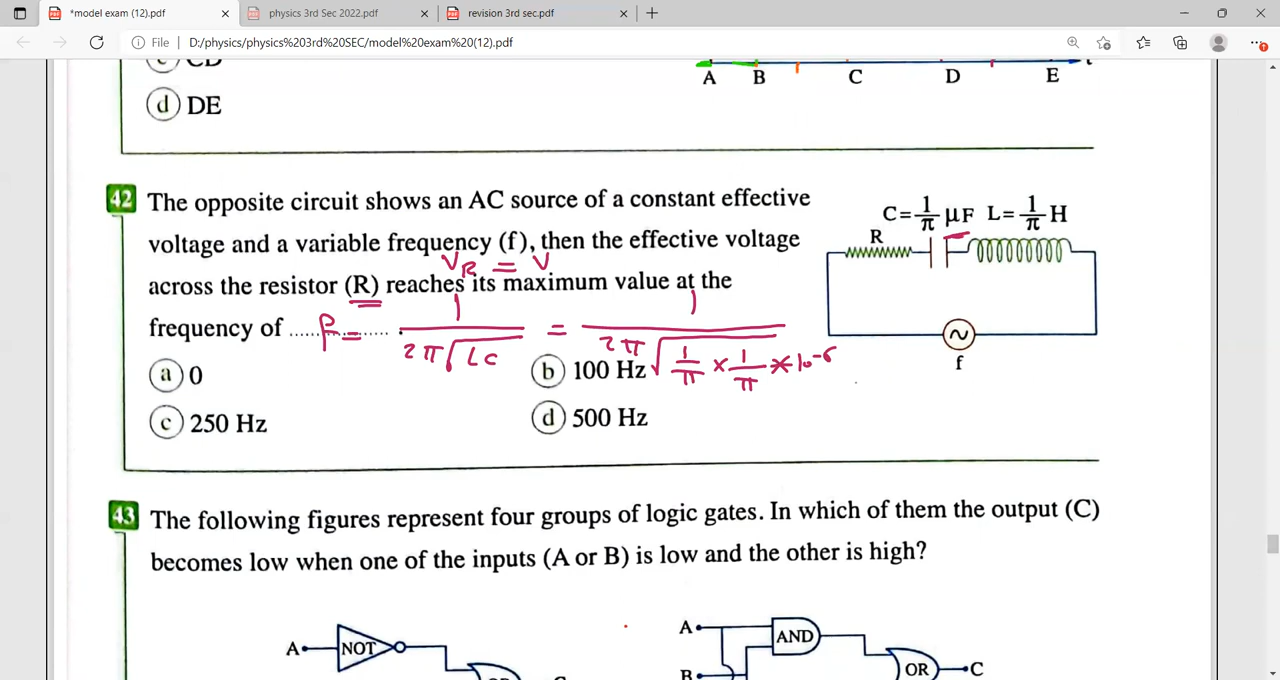 *model exam (12).pdf
physics 3rd Sec 2022.pdf
revision 3rd sec.pdf
File D:/physics/physics%203rd%20SEC/model%20exam%20(12).pdf
c CD
d DE
A B C D E t
42 The opposite circuit shows an AC source of a constant effective
voltage and a variable frequency (f), then the effective voltage
V_R = V
across the resistor (R) reaches its maximum value at the
frequency of ............ .
f = 1/(2π√LC) = 1/(2π√(1/π × 1/π × 10^-6))
a 0
b 100 Hz
c 250 Hz
d 500 Hz
C=1/π μF L=1/π H
R
~
f
43 The following figures represent four groups of logic gates. In which of them the output (C)
becomes low when one of the inputs (A or B) is low and the other is high?
A NOT
A AND
B OR C